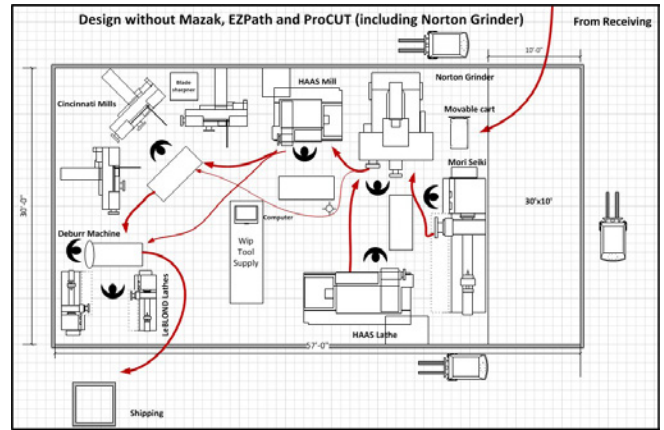 Design without Mazak, EZPath and ProCUT (including Norton Grinder)
From Receiving
10'-0"
Blade
sharpner
HAAS Mill
Norton Grinder
Cincinnati Mills
Movable cart
Mori Seiki
30'-0"
30'x10'
Computer
Deburr Machine
Wip
Tool
Supply
LeBLOND Lathes
HAAS Lathe
57'-0"
Shipping